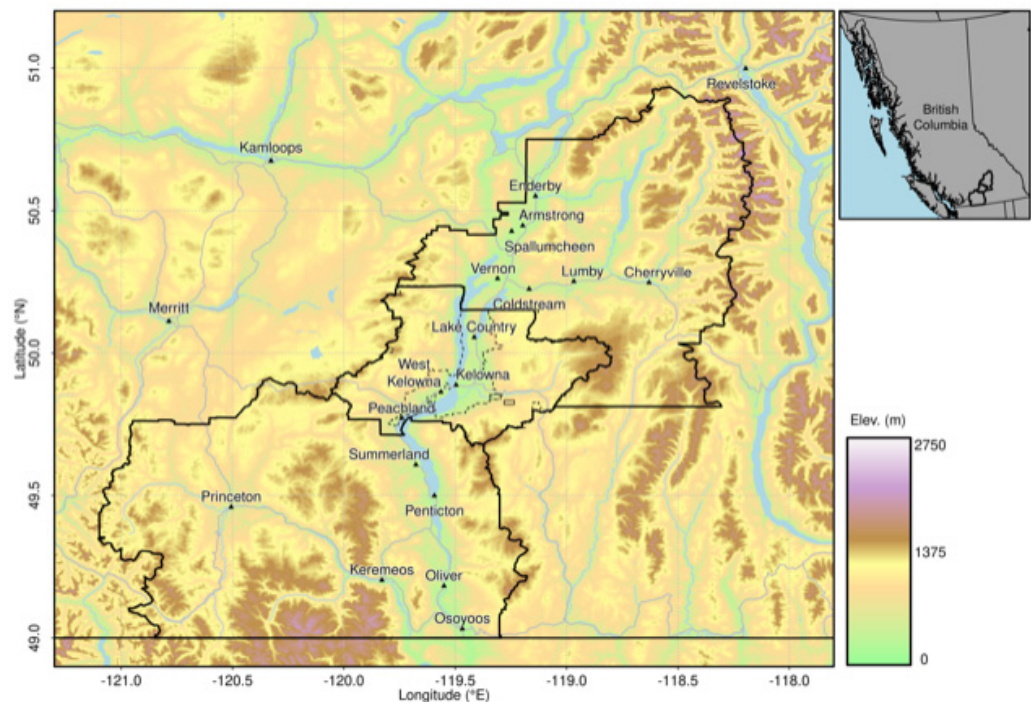 51.0
50.5
50.0
49.5
49.0
Latitude (°N)
Revelstoke
Kamloops
Enderby
Armstrong
Spallumcheen
Vernon
Lumby
Cherryville
Coldstream
Merritt
Lake Country
West
Kelowna
Kelowna
Peachland
Summerland
Princeton
Penticton
Keremeos
Oliver
Osoyoos
-121.0
-120.5
-120.0
-119.5
-119.0
-118.5
-118.0
Longitude (°E)
British
Columbia
Elev. (m)
2750
1375
0